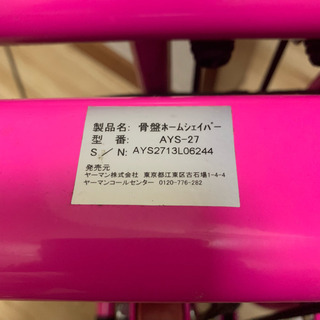 製品名: 骨盤ホームシェイパー
型 番: AYS-27
S/N: AYS2713L06244
発売元
ヤーマン株式会社 東京都江東区古石場1-4-4
ヤーマンコールセンター 0120-776-282